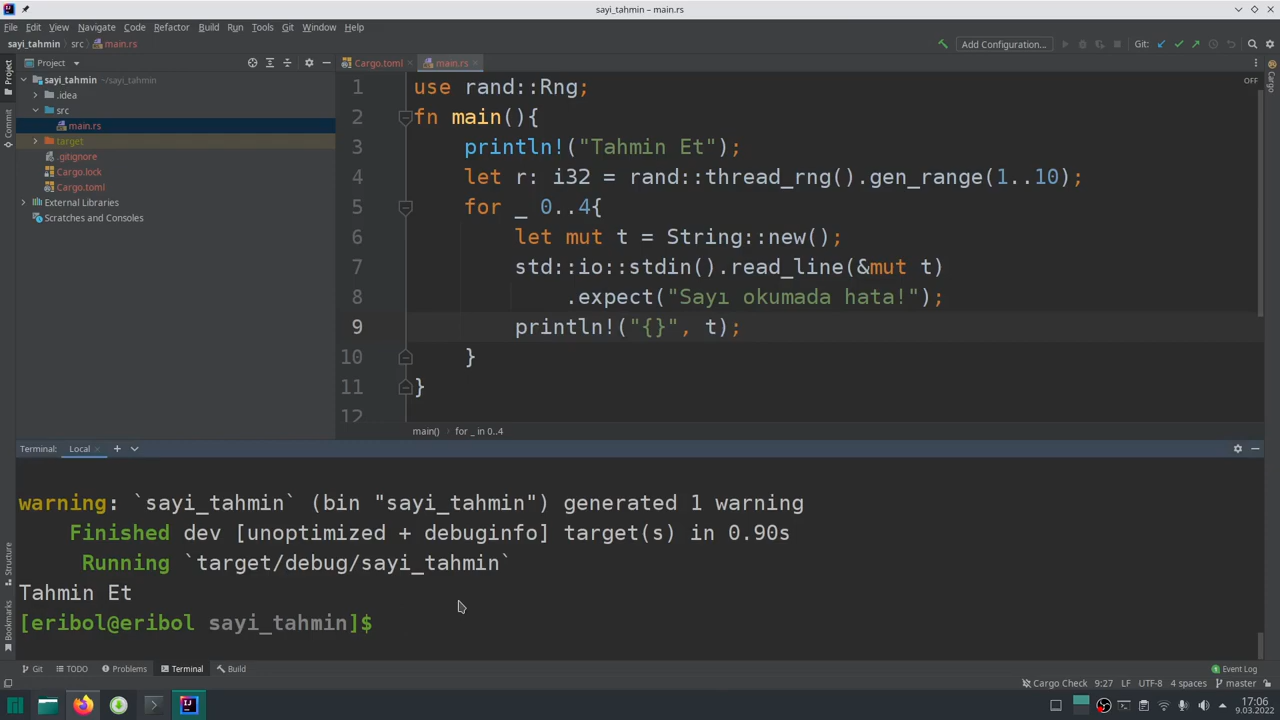 sayi_tahmin – main.rs
File Edit View Navigate Code Refactor Build Run Tools Git Window Help
sayi_tahmin src main.rs
Add Configuration...
Git:
Project
Cargo.toml
main.rs
sayi_tahmin ~/sayi_tahmin
.idea
src
main.rs
target
.gitignore
Cargo.lock
Cargo.toml
External Libraries
Scratches and Consoles
Project
Commit
Structure
Bookmarks
Cargo
OFF
1 use rand::Rng;
2 fn main(){
3 println!("Tahmin Et");
4 let r: i32 = rand::thread_rng().gen_range(1..10);
5 for _ 0..4{
6 let mut t = String::new();
7 std::io::stdin().read_line(&mut t)
8 .expect("Sayı okumada hata!");
9 println!("{}", t);
10 }
11 }
12
main() for _ in 0..4
Terminal: Local
warning: `sayi_tahmin` (bin "sayi_tahmin") generated 1 warning
Finished dev [unoptimized + debuginfo] target(s) in 0.90s
Running `target/debug/sayi_tahmin`
Tahmin Et
[eribol@eribol sayi_tahmin]$
Git TODO Problems Terminal Build
Event Log
Cargo Check 9:27 LF UTF-8 4 spaces master
17:06
9.03.2022